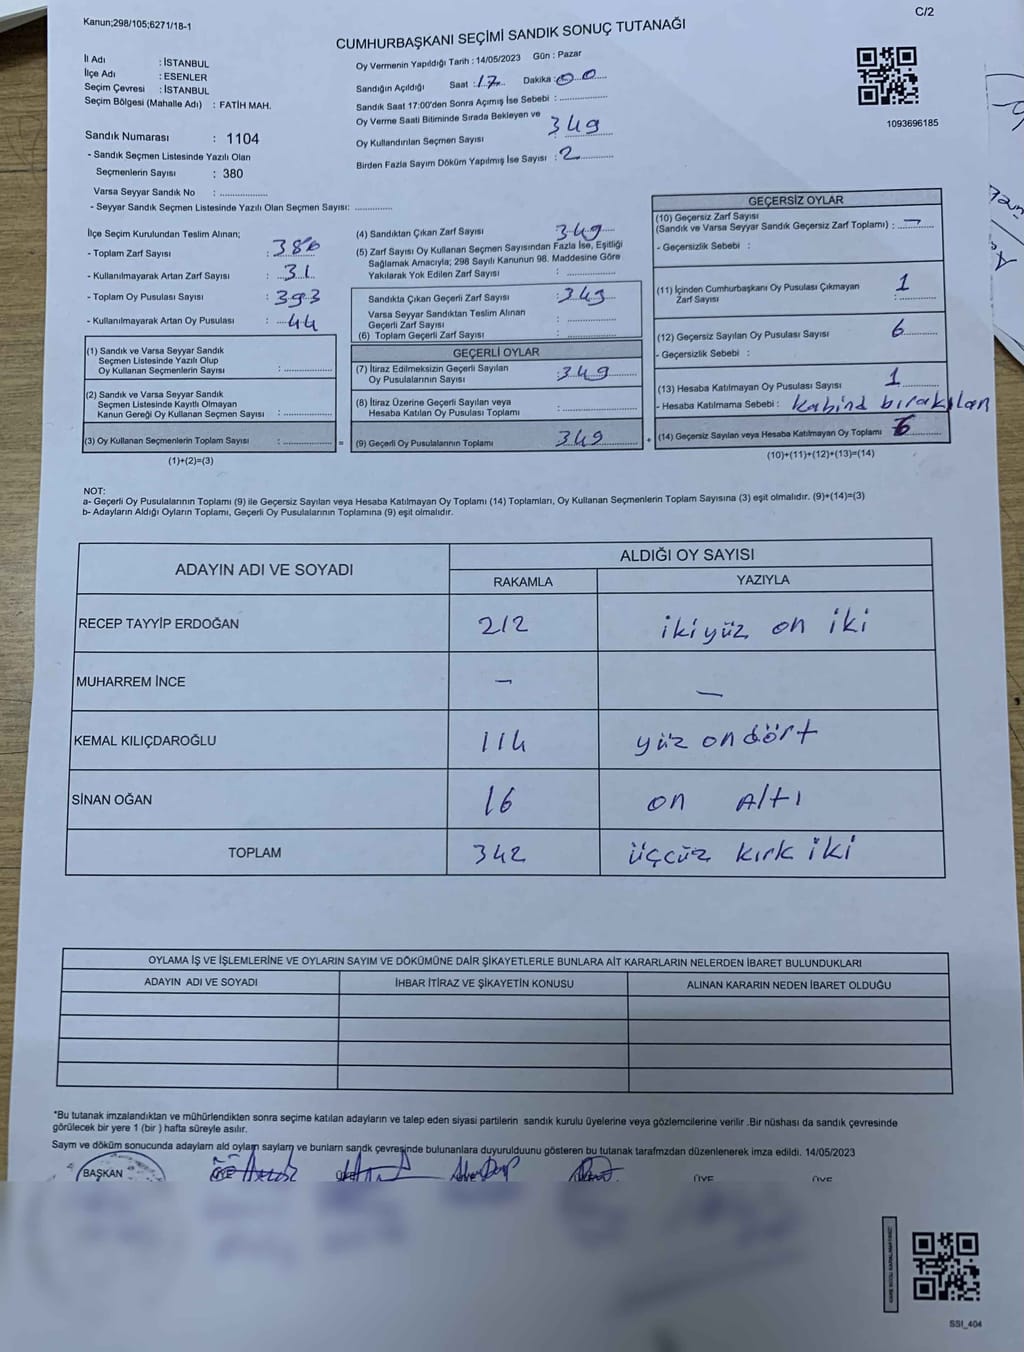 Kanun;298/105;6271/18-1
C/2
CUMHURBAŞKANI SEÇİMİ SANDIK SONUÇ TUTANAĞI
İl Adı : İSTANBUL
İlçe Adı : ESENLER
Seçim Çevresi : İSTANBUL
Seçim Bölgesi (Mahalle Adı) : FATİH MAH.
Sandık Numarası : 1104
- Sandık Seçmen Listesinde Yazılı Olan
Seçmenlerin Sayısı : 380
Varsa Seyyar Sandık No : ..................
- Seyyar Sandık Seçmen Listesinde Yazılı Olan Seçmen Sayısı: ..............
Oy Vermenin Yapıldığı Tarih : 14/05/2023 Gün : Pazar
Sandığın Açıldığı Saat : 17 Dakika : 00
Sandık Saat 17:00'den Sonra Açımış İse Sebebi : ..................
Oy Verme Saati Bitiminde Sırada Bekleyen ve
Oy Kullandırılan Seçmen Sayısı 349
Birden Fazla Sayım Döküm Yapılmış İse Sayısı : 2
1093696185
İlçe Seçim Kurulundan Teslim Alınan;
- Toplam Zarf Sayısı : 380
- Kullanılmayarak Artan Zarf Sayısı : 31
- Toplam Oy Pusulası Sayısı : 393
- Kullanılmayarak Artan Oy Pusulası : 44
(1) Sandık ve Varsa Seyyar Sandık
Seçmen Listesinde Yazılı Olup
Oy Kullanan Seçmenlerin Sayısı : ..............
(2) Sandık ve Varsa Seyyar Sandık
Seçmen Listesinde Kayıtlı Olmayan
Kanun Gereği Oy Kullanan Seçmen Sayısı : ..............
(3) Oy Kullanan Seçmenlerin Toplam Sayısı : ..............
(1)+(2)=(3)
(4) Sandıktan Çıkan Zarf Sayısı 349
(5) Zarf Sayısı Oy Kullanan Seçmen Sayısından Fazla İse, Eşitliği
Sağlamak Amacıyla; 298 Sayılı Kanunun 98. Maddesine Göre
Yakılarak Yok Edilen Zarf Sayısı : ..............
Sandıkta Çıkan Geçerli Zarf Sayısı : 349
Varsa Seyyar Sandıktan Teslim Alınan
Geçerli Zarf Sayısı : ..............
(6) Toplam Geçerli Zarf Sayısı : ..............
GEÇERLİ OYLAR
(7) İtiraz Edilmeksizin Geçerli Sayılan
Oy Pusulalarının Sayısı : 349
(8) İtiraz Üzerine Geçerli Sayılan veya
Hesaba Katılan Oy Pusulası Toplamı : ..............
= (9) Geçerli Oy Pusulalarının Toplamı 349 +
GEÇERSİZ OYLAR
(10) Geçersiz Zarf Sayısı
(Sandık ve Varsa Seyyar Sandık Geçersiz Zarf Toplamı) : —
- Geçersizlik Sebebi :
(11) İçinden Cumhurbaşkanı Oy Pusulası Çıkmayan
Zarf Sayısı : 1
(12) Geçersiz Sayılan Oy Pusulası Sayısı 6
- Geçersizlik Sebebi :
(13) Hesaba Katılmayan Oy Pusulası Sayısı 1
- Hesaba Katılmama Sebebi : Kabind bırakılan
(14) Geçersiz Sayılan veya Hesaba Katılmayan Oy Toplamı
(10)+(11)+(12)+(13)=(14)
NOT:
a- Geçerli Oy Pusulalarının Toplamı (9) ile Geçersiz Sayılan veya Hesaba Katılmayan Oy Toplamı (14) Toplamları, Oy Kullanan Seçmenlerin Toplam Sayısına (3) eşit olmalıdır. (9)+(14)=(3)
b- Adayların Aldığı Oyların Toplamı, Geçerli Oy Pusulalarının Toplamına (9) eşit olmalıdır.
ADAYIN ADI VE SOYADI
ALDIĞI OY SAYISI
RAKAMLA YAZIYLA
RECEP TAYYİP ERDOĞAN 212 ikiyüz on iki
MUHARREM İNCE — —
KEMAL KILIÇDAROĞLU 114 yüz ondört
SİNAN OĞAN 16 on Altı
TOPLAM 342 üçcüz kırk iki
OYLAMA İŞ VE İŞLEMLERİNE VE OYLARIN SAYIM VE DÖKÜMÜNE DAİR ŞİKAYETLERLE BUNLARA AİT KARARLARIN NELERDEN İBARET BULUNDUKLARI
ADAYIN ADI VE SOYADI İHBAR İTİRAZ VE ŞİKAYETİN KONUSU ALINAN KARARIN NEDEN İBARET OLDUĞU
*Bu tutanak imzalandıktan ve mühürlendikten sonra seçime katılan adayların ve talep eden siyasi partilerin sandık kurulu üyelerine veya gözlemcilerine verilir .Bir nüshası da sandık çevresinde
görülecek bir yere 1 (bir ) hafta süreyle asılır.
Sayım ve döküm sonucunda adayların ald oyların sayları ve bunların sandk çevresinde bulunanlara duyurulduunu gösteren bu tutanak tarafmzdan düzenlenerek imza edildi. 14/05/2023
BAŞKAN ÜYE ÜYE
SSI_404